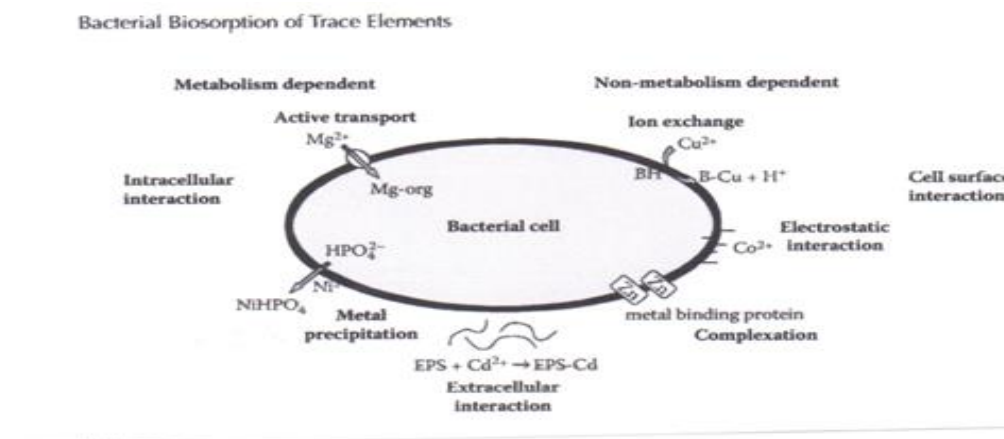 Bacterial Biosorption of Trace Elements
Metabolism dependent
Non-metabolism dependent
Active transport
Mg²⁺
Mg-org
Ion exchange
Cu²⁺
BH
B-Cu + H⁺
Intracellular
interaction
Cell surface
interaction
Bacterial cell
Electrostatic
Co²⁺ interaction
HPO₄²⁻
Ni
NiHPO₄
Metal
precipitation
Zn Zn
metal binding protein
Complexation
EPS + Cd²⁺ → EPS-Cd
Extracellular
interaction